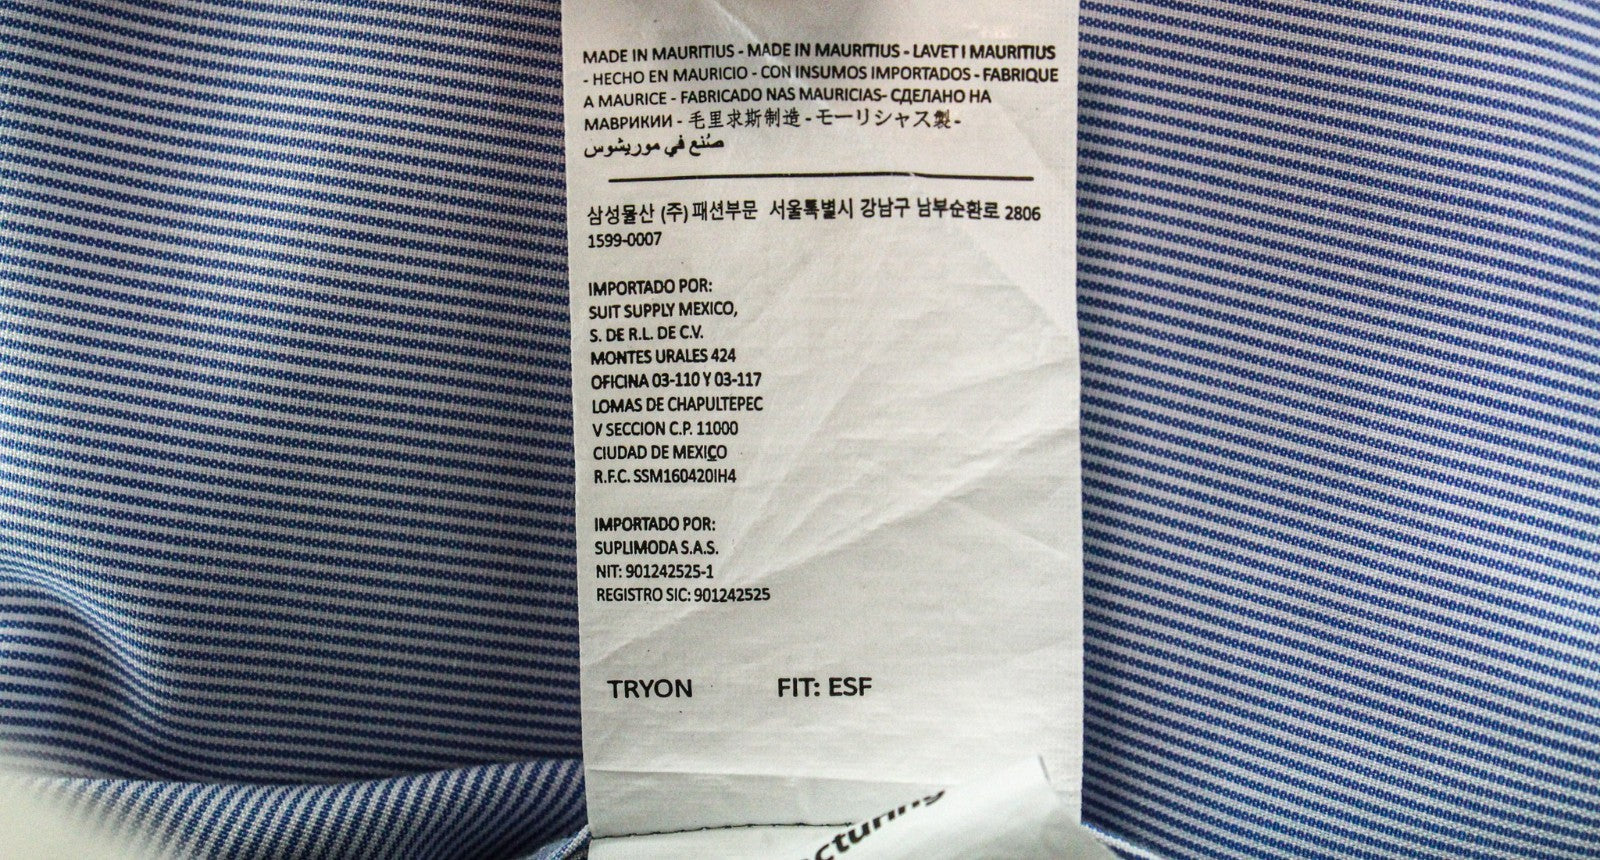 MADE IN MAURITIUS - MADE IN MAURITIUS - LAVET I MAURITIUS
- HECHO EN MAURICIO - CON INSUMOS IMPORTADOS - FABRIQUE
A MAURICE - FABRICADO NAS MAURICIAS- СДЕЛАНО НА
МАВРИКИИ - 毛里求斯制造 - モーリシャス製 -
صُنع في موريشوس
삼성물산 (주) 패션부문 서울특별시 강남구 남부순환로 2806
1599-0007
IMPORTADO POR:
SUIT SUPPLY MEXICO,
S. DE R.L. DE C.V.
MONTES URALES 424
OFICINA 03-110 Y 03-117
LOMAS DE CHAPULTEPEC
V SECCION C.P. 11000
CIUDAD DE MEXICO
R.F.C. SSM160420IH4
IMPORTADO POR:
SUPLIMODA S.A.S.
NIT: 901242525-1
REGISTRO SIC: 901242525
TRYON FIT: ESF